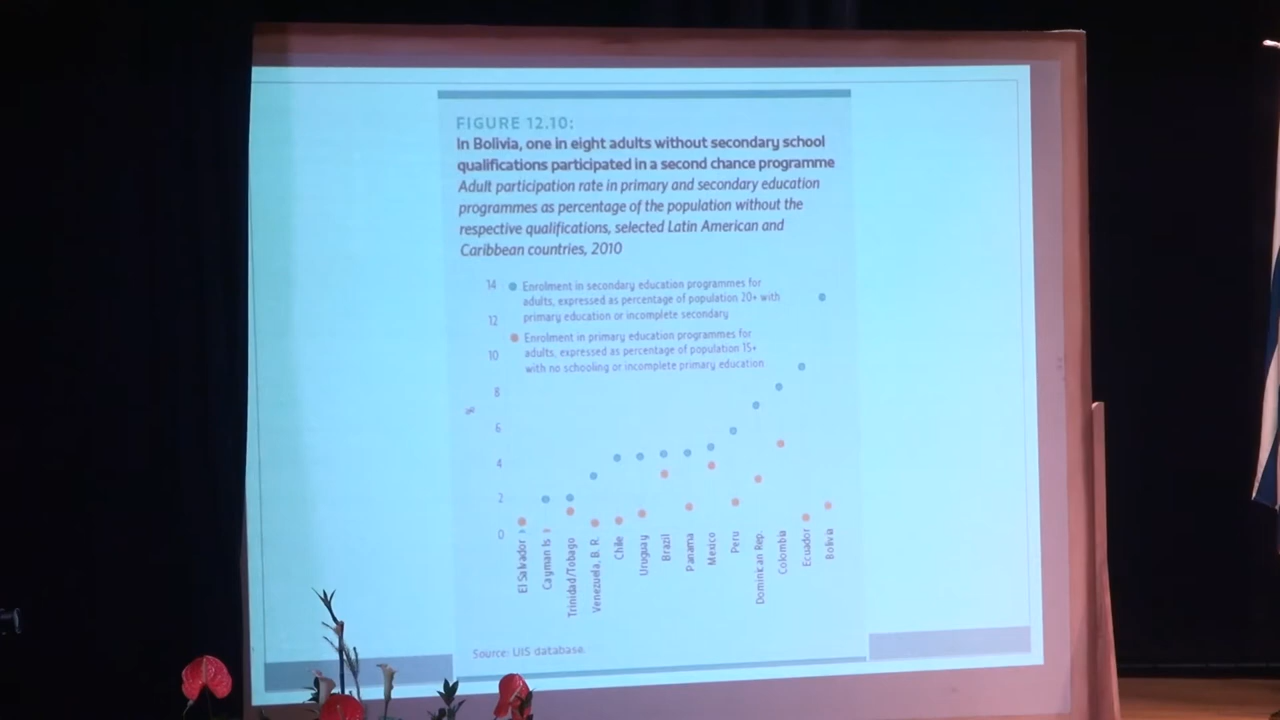 FIGURE 12.10:
In Bolivia, one in eight adults without secondary school
qualifications participated in a second chance programme
Adult participation rate in primary and secondary education
programmes as percentage of the population without the
respective qualifications, selected Latin American and
Caribbean countries, 2010
14
Enrolment in secondary education programmes for
adults, expressed as percentage of population 20+ with
primary education or incomplete secondary
12
Enrolment in primary education programmes for
adults, expressed as percentage of population 15+
with no schooling or incomplete primary education
10
8
%
6
4
2
0
El Salvador
Cayman Is
Trinidad/Tobago
Venezuela, B. R.
Chile
Uruguay
Brazil
Panama
Mexico
Peru
Dominican Rep.
Colombia
Ecuador
Bolivia
Source: UIS database.